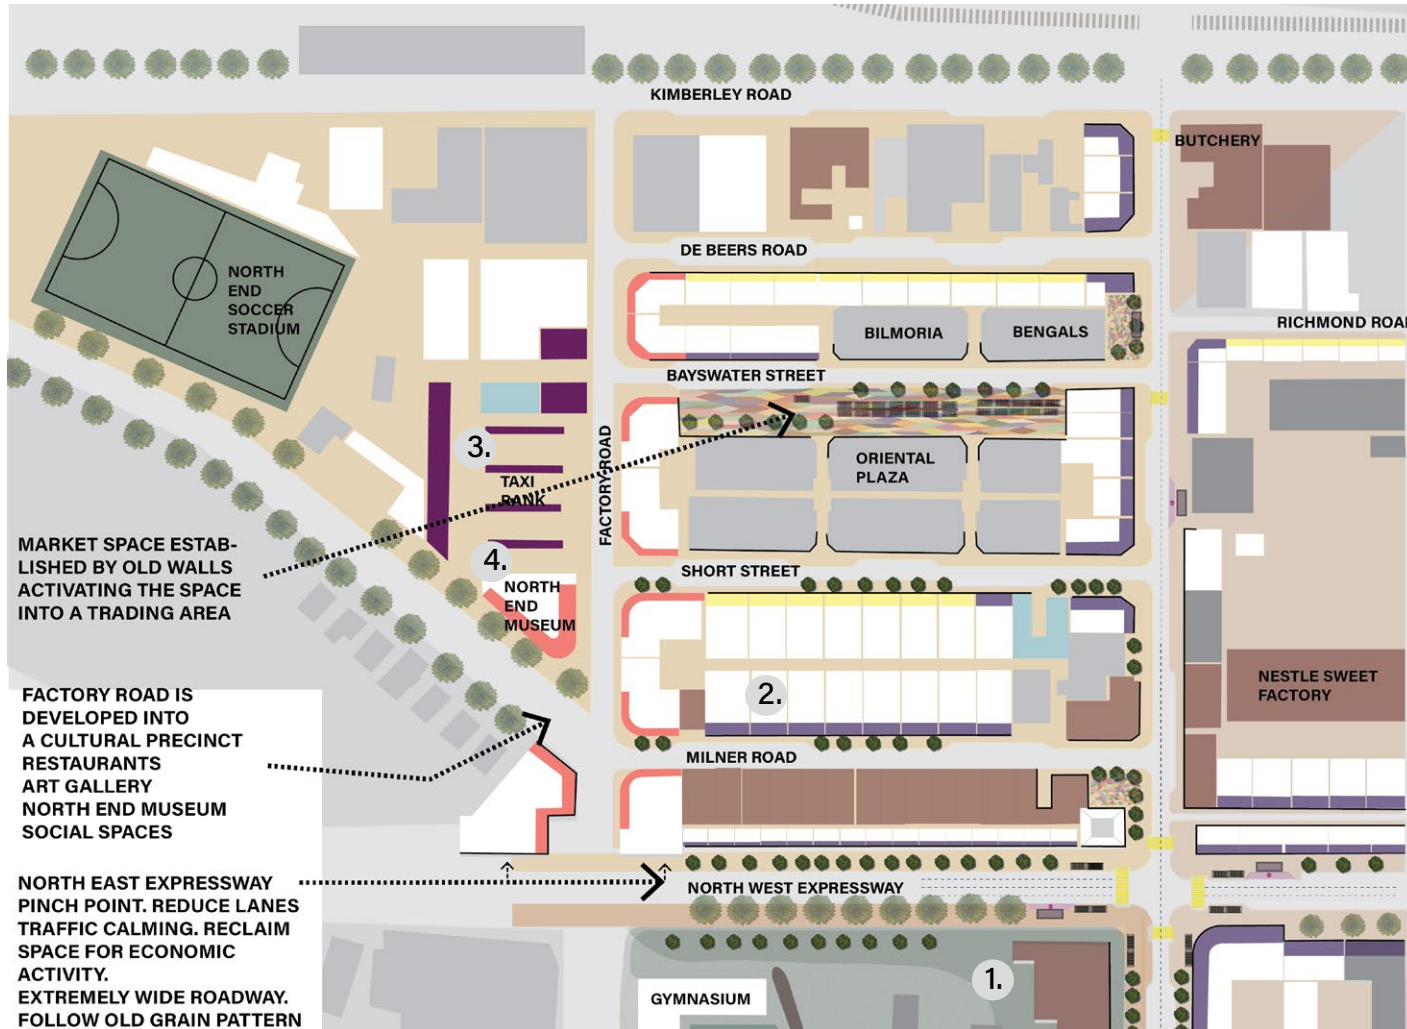 KIMBERLEY ROAD
BUTCHERY
DE BEERS ROAD
NORTH
END
SOCCER
STADIUM
BILMORIA
BENGALS
RICHMOND ROAD
BAYSWATER STREET
3.
TAXI
RANK
FACTORY ROAD
ORIENTAL
PLAZA
MARKET SPACE ESTAB-
LISHED BY OLD WALLS
ACTIVATING THE SPACE
INTO A TRADING AREA
4.
NORTH
END
MUSEUM
SHORT STREET
NESTLE SWEET
FACTORY
2.
FACTORY ROAD IS
DEVELOPED INTO
A CULTURAL PRECINCT
RESTAURANTS
ART GALLERY
NORTH END MUSEUM
SOCIAL SPACES
MILNER ROAD
NORTH EAST EXPRESSWAY
PINCH POINT. REDUCE LANES
TRAFFIC CALMING. RECLAIM
SPACE FOR ECONOMIC
ACTIVITY.
EXTREMELY WIDE ROADWAY.
FOLLOW OLD GRAIN PATTERN
NORTH WEST EXPRESSWAY
1.
GYMNASIUM